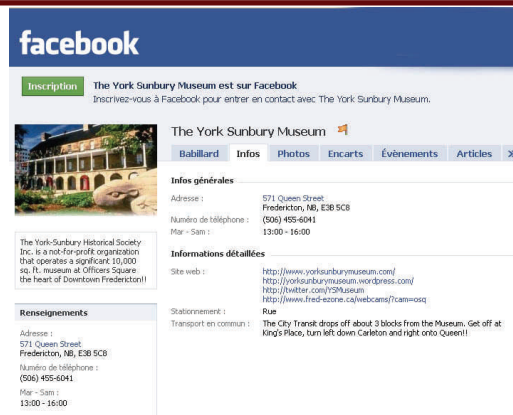 facebook
Inscription
The York Sunbury Museum est sur Facebook
Inscrivez-vous à Facebook pour entrer en contact avec The York Sunbury Museum.
The York Sunbury Museum
Babillard Infos Photos Encarts Évènements Articles
Infos générales
Adresse : 571 Queen Street
Fredericton, NB, E3B 5C8
Numéro de téléphone : (506) 455-6041
Mar - Sam : 13:00 - 16:00
Informations détaillées
Site web : http://www.yorksunburymuseum.com/
http://yorksunburymuseum.wordpress.com/
http://twitter.com/YSMuseum
http://www.fred-ezone.ca/webcams/?cam=osq
Stationnement : Rue
Transport en commun : The City Transit drops off about 3 blocks from the Museum. Get off at
King's Place, turn left down Carleton and right onto Queen!!
The York-Sunbury Historical Society
Inc. is a not-for-profit organization
that operates a significant 10,000
sq. ft. museum at Officers Square
the heart of Downtown Fredericton!!
Renseignements
Adresse :
571 Queen Street
Fredericton, NB, E3B 5C8
Numéro de téléphone :
(506) 455-6041
Mar - Sam :
13:00 - 16:00